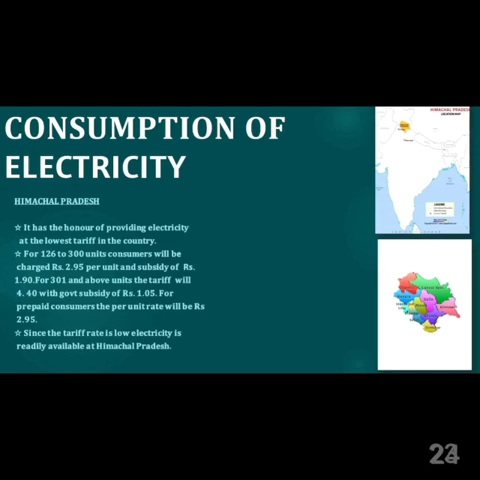 CONSUMPTION OF
ELECTRICITY
HIMACHAL PRADESH
☆ It has the honour of providing electricity
at the lowest tariff in the country.
☆ For 126 to 300 units consumers will be
charged Rs. 2.95 per unit and subsidy of Rs.
1.90.For 301 and above units the tariff will
4. 40 with govt subsidy of Rs. 1.05. For
prepaid consumers the per unit rate will be Rs
2.95.
☆ Since the tariff rate is low electricity is
readily available at Himachal Pradesh.
HIMACHAL PRADESH
LOCATION MAP